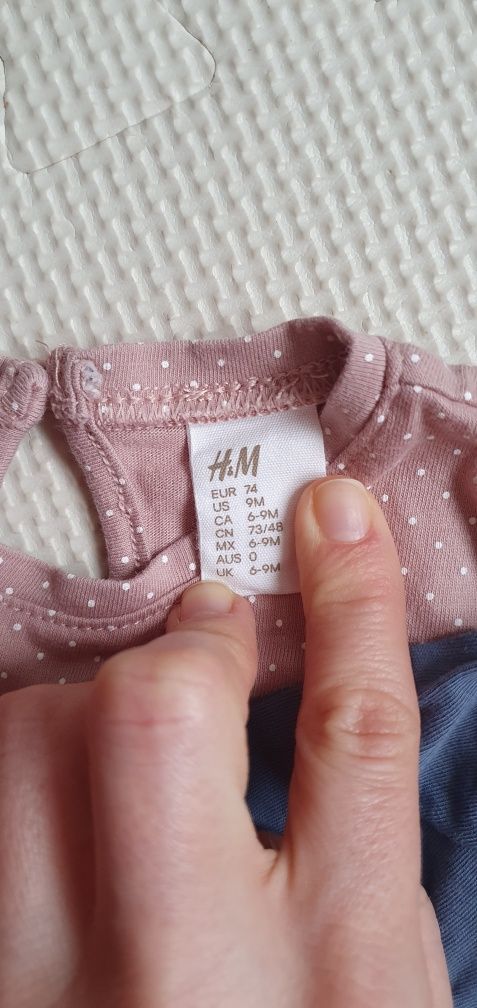 H&M
EUR 74
US 9M
CA 6-9M
CN 73/48
MX 6-9M
AUS 0
UK 6-9M